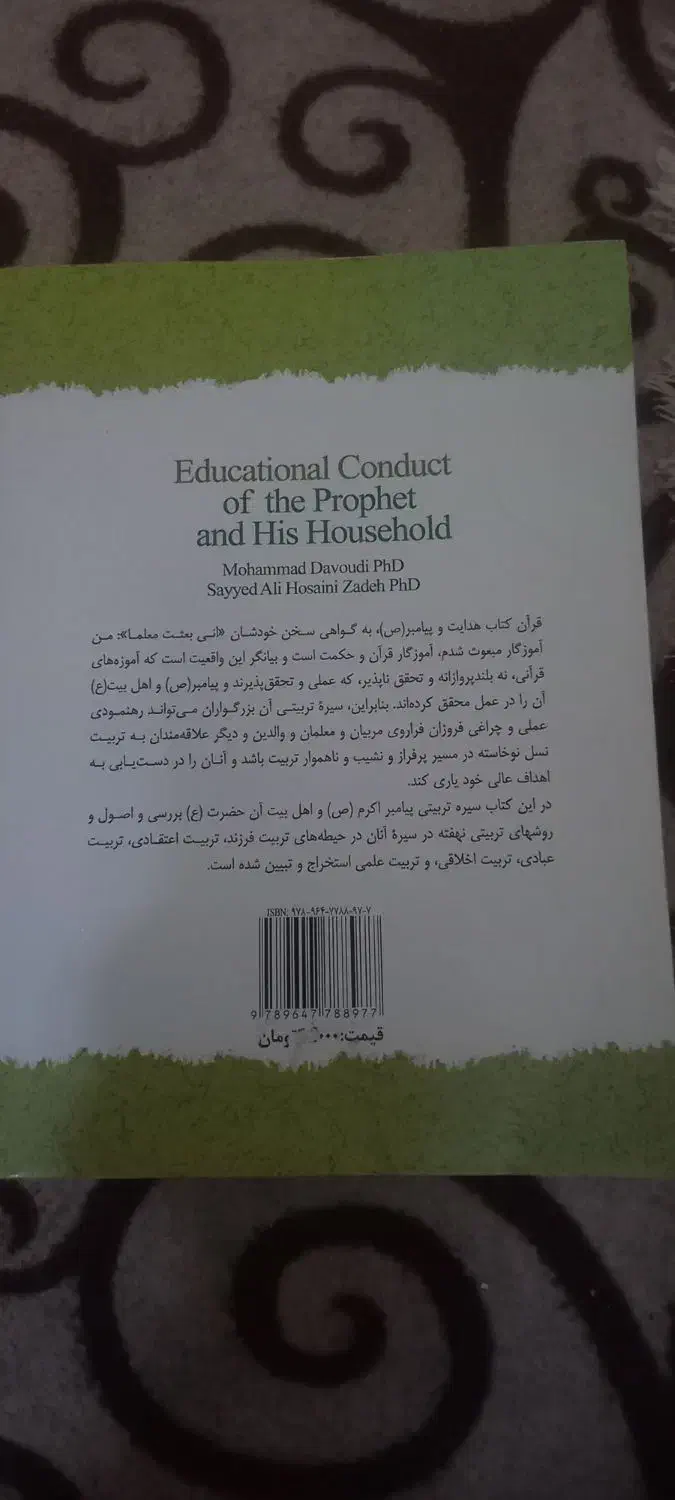 Educational Conduct
of the Prophet
and His Household
Mohammad Davoudi PhD
Sayyed Ali Hosaini Zadeh PhD
قرآن کتاب هدایت و پیامبر(ص)، به گواهی سخن خودشان «انی بعثت معلما»: من
آموزگار مبعوث شدم، آموزگار قرآن و حکمت است و بیانگر این واقعیت است که آموزه‌های
قرآنی، نه بلندپروازانه و تحقق ناپذیر، که عملی و تحقق‌پذیرند و پیامبر(ص) و اهل بیت(ع)
آن را در عمل محقق کرده‌اند. بنابراین، سیرۀ تربیتی آن بزرگواران می‌تواند رهنمودی
عملی و چراغی فروزان فراروی مربیان و معلمان و والدین و دیگر علاقه‌مندان به تربیت
نسل نوخاسته در مسیر پرفراز و نشیب و ناهموار تربیت باشد و آنان را در دست‌یابی به
اهداف عالی خود یاری کند.
در این کتاب سیره تربیتی پیامبر اکرم (ص) و اهل بیت آن حضرت (ع) بررسی و اصول و
روشهای تربیتی نهفته در سیرۀ آنان در حیطه‌های تربیت فرزند، تربیت اعتقادی، تربیت
عبادی، تربیت اخلاقی، و تربیت علمی استخراج و تبیین شده است.
ISBN: ۹۷۸-۹۶۴-۷۷۸۸-۹۷-۷
9 789647 788977
قیمت: تومان